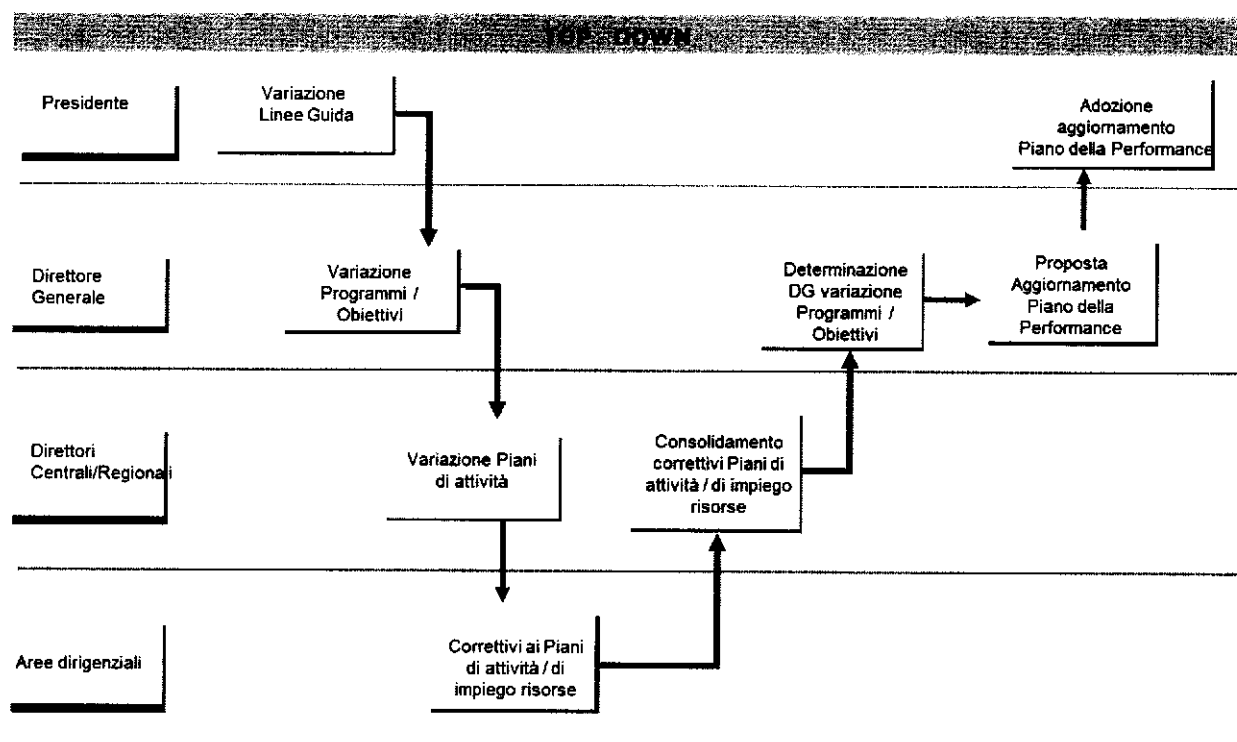 TOP - DOWN
Presidente
Variazione
Linee Guida
Adozione
aggiornamento
Piano della Performance
Direttore
Generale
Variazione
Programmi /
Obiettivi
Determinazione
DG variazione
Programmi /
Obiettivi
Proposta
Aggiornamento
Piano della
Performance
Direttori
Centrali/Regionali
Variazione Piani
di attività
Consolidamento
correttivi Piani di
attività / di impiego
risorse
Aree dirigenziali
Correttivi ai Piani
di attività / di
impiego risorse